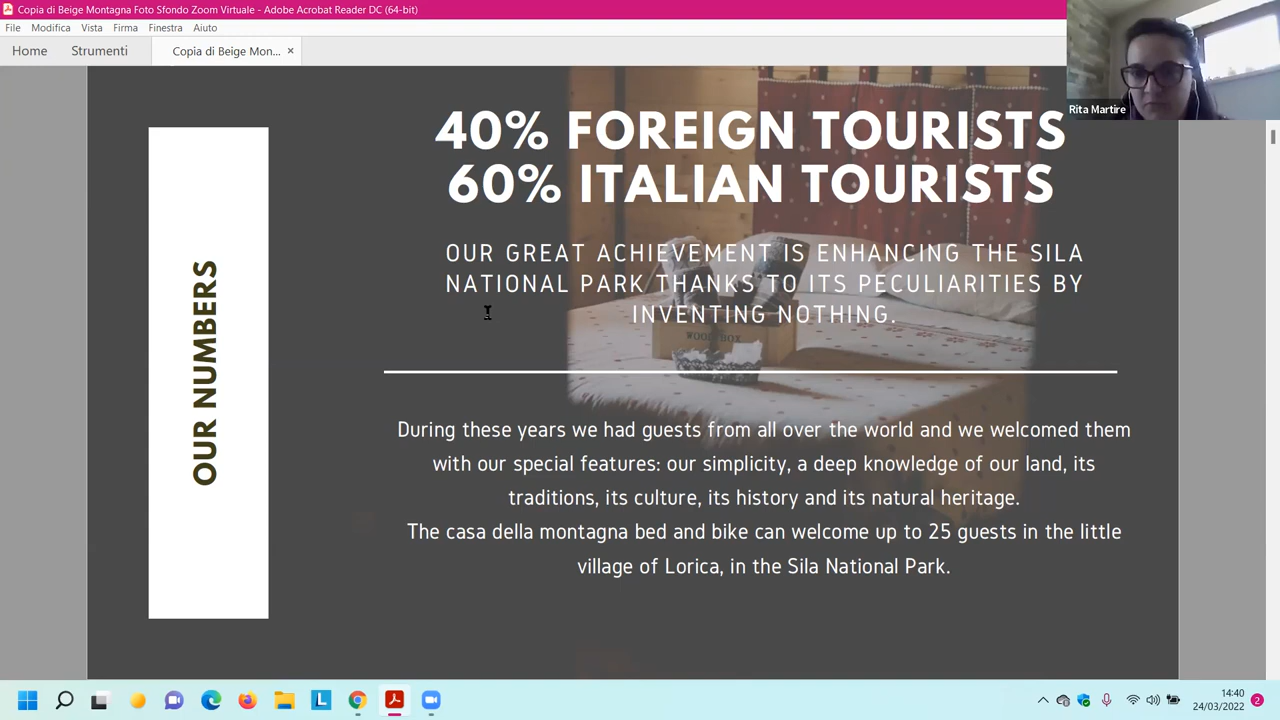 Copia di Beige Montagna Foto Sfondo Zoom Virtuale - Adobe Acrobat Reader DC (64-bit)
File Modifica Vista Firma Finestra Aiuto
Home Strumenti Copia di Beige Mon... ×
Rita Martire
40% FOREIGN TOURISTS
60% ITALIAN TOURISTS
OUR GREAT ACHIEVEMENT IS ENHANCING THE SILA
NATIONAL PARK THANKS TO ITS PECULIARITIES BY
INVENTING NOTHING.
WOODBOX
OUR NUMBERS
During these years we had guests from all over the world and we welcomed them
with our special features: our simplicity, a deep knowledge of our land, its
traditions, its culture, its history and its natural heritage.
The casa della montagna bed and bike can welcome up to 25 guests in the little
village of Lorica, in the Sila National Park.
L
14:40
24/03/2022
2